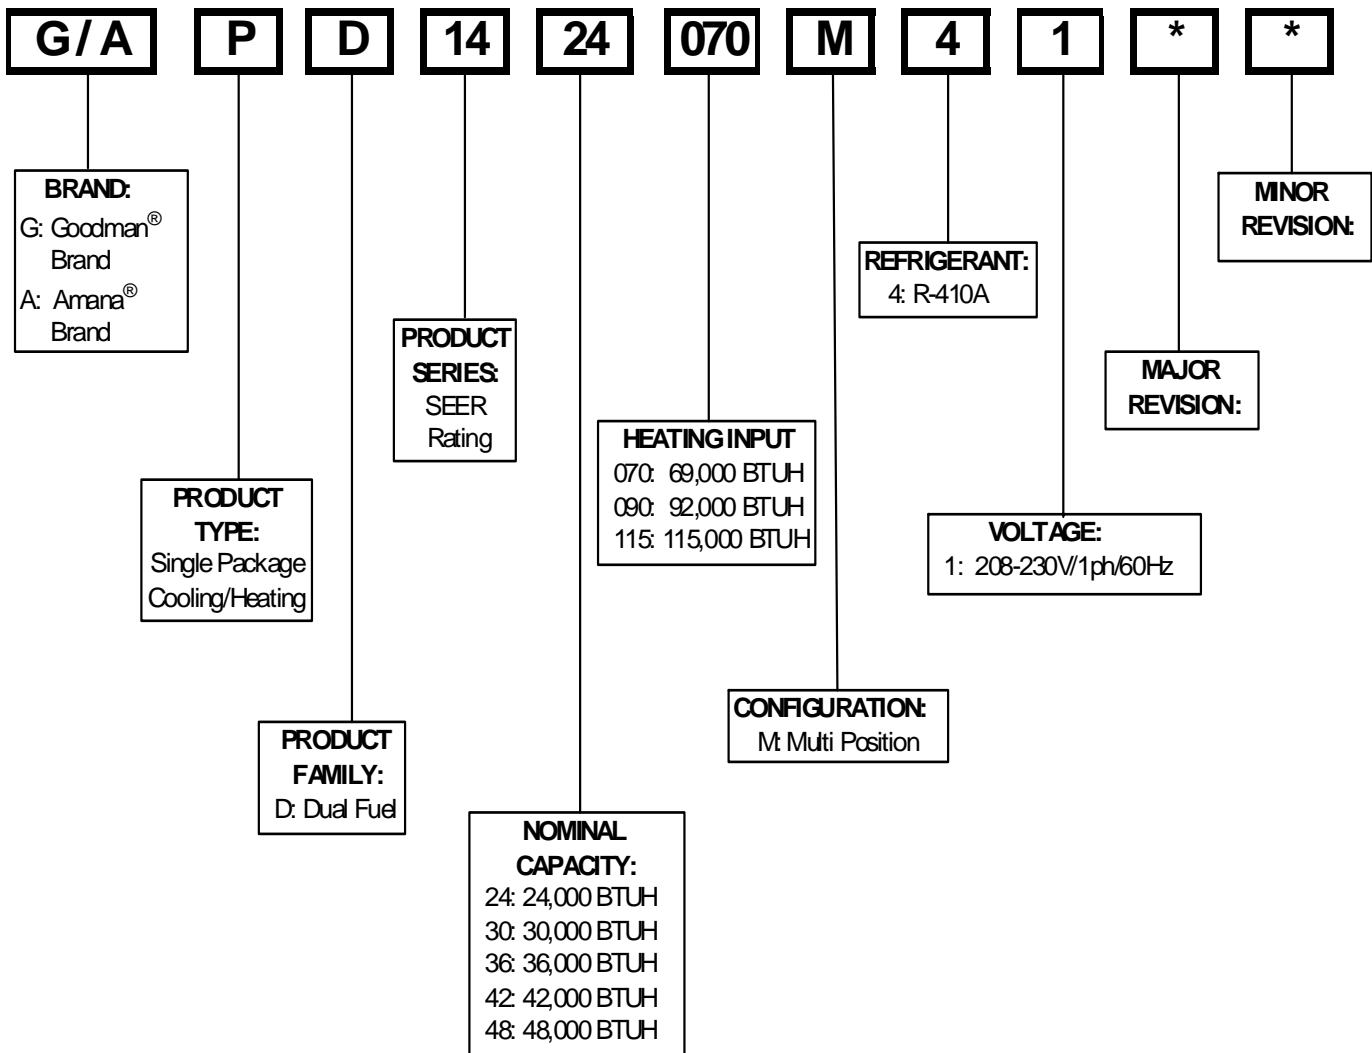 G/A P D 14 24 070 M 4 1 * *
BRAND:
G: Goodman®
Brand
A: Amana®
Brand
PRODUCT
TYPE:
Single Package
Cooling/Heating
PRODUCT
FAMILY:
D: Dual Fuel
PRODUCT
SERIES:
SEER
Rating
NOMINAL
CAPACITY:
24: 24,000 BTUH
30: 30,000 BTUH
36: 36,000 BTUH
42: 42,000 BTUH
48: 48,000 BTUH
HEATING INPUT
070: 69,000 BTUH
090: 92,000 BTUH
115: 115,000 BTUH
CONFIGURATION:
M: Multi Position
REFRIGERANT:
4: R-410A
VOLTAGE:
1: 208-230V/1ph/60Hz
MAJOR
REVISION:
MINOR
REVISION: